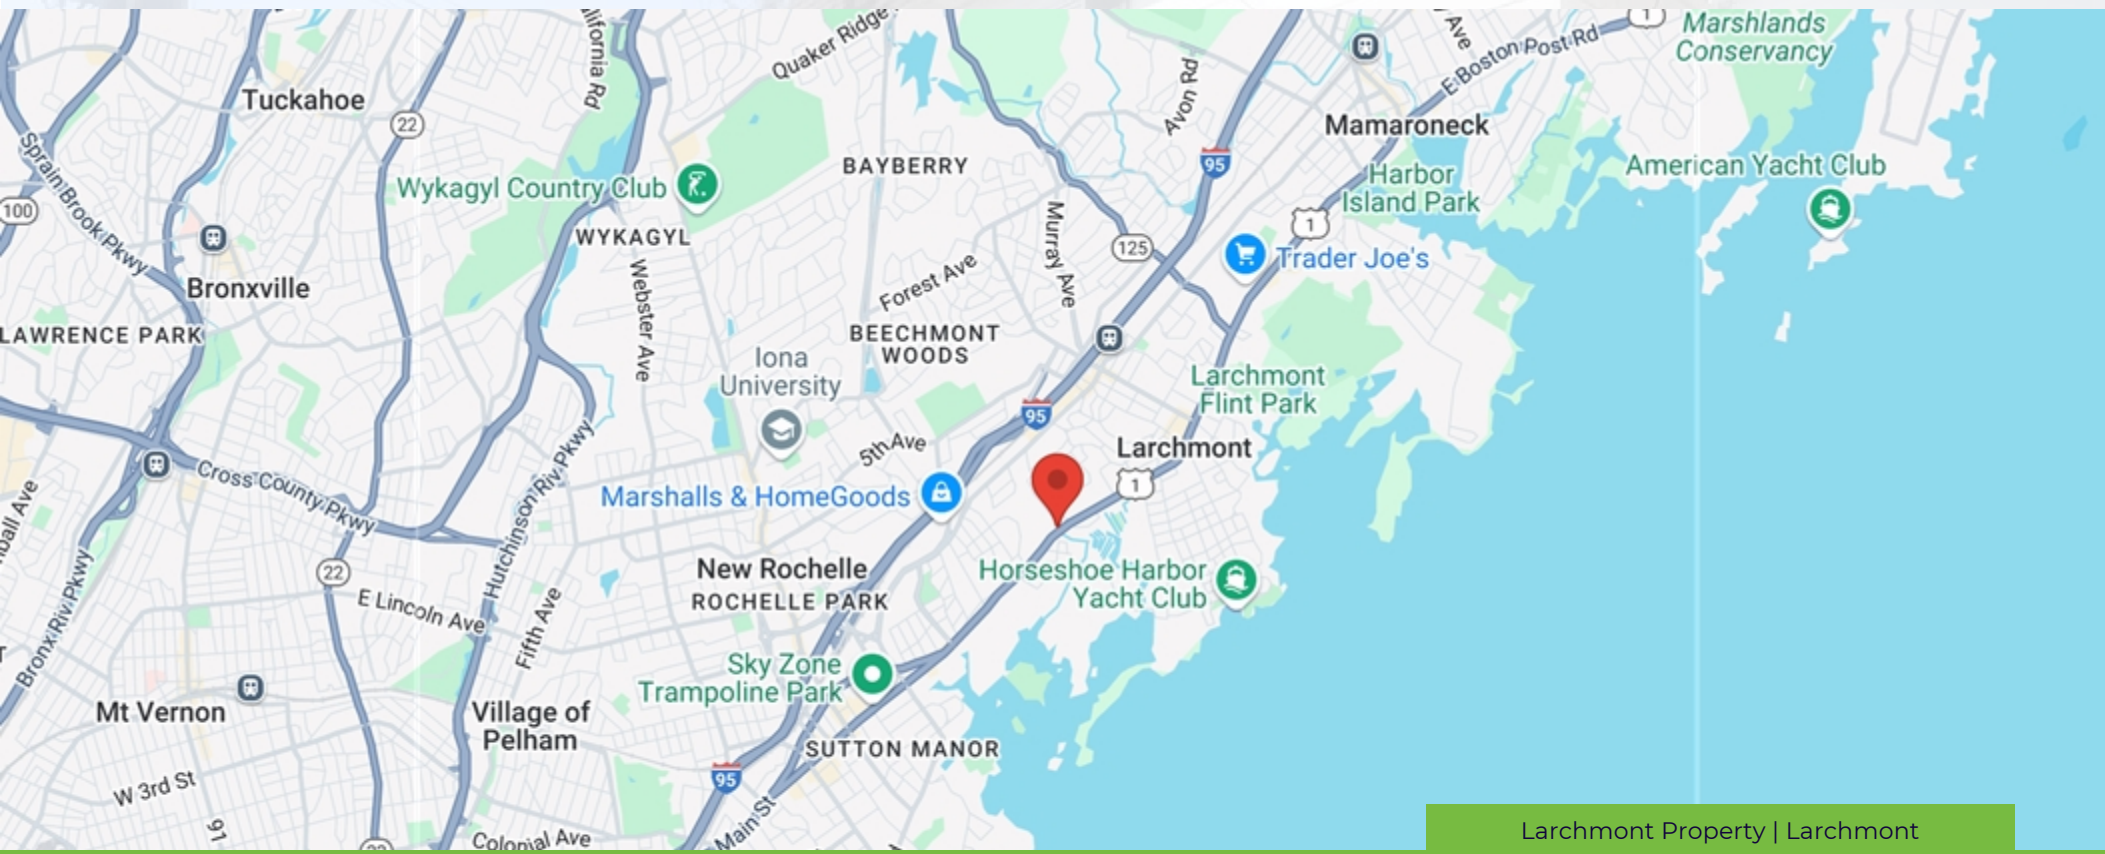 Marshlands
Conservancy
1
Ave
E Boston Post Rd
Quaker Ridge
Avon Rd
Tuckahoe
22
Mamaroneck
Sprain Brook Pkwy
95
BAYBERRY
American Yacht Club
Harbor
Island Park
Wykagyl Country Club
100
1
WYKAGYL
Murray Ave
125
Trader Joe's
Webster Ave
Forest Ave
Bronxville
LAWRENCE PARK
BEECHMONT
WOODS
Iona
University
Larchmont
Flint Park
95
5th Ave
Larchmont
1
Cross County Pkwy
Hutchinson Riv Pkwy
Marshalls & HomeGoods
22
New Rochelle
ROCHELLE PARK
Horseshoe Harbor
Yacht Club
E Lincoln Ave
Fifth Ave
Bronx Riv Pkwy
Sky Zone
Trampoline Park
Mt Vernon
Village of
Pelham
SUTTON MANOR
95
W 3rd St
Main St
Colonial Ave
Larchmont Property | Larchmont